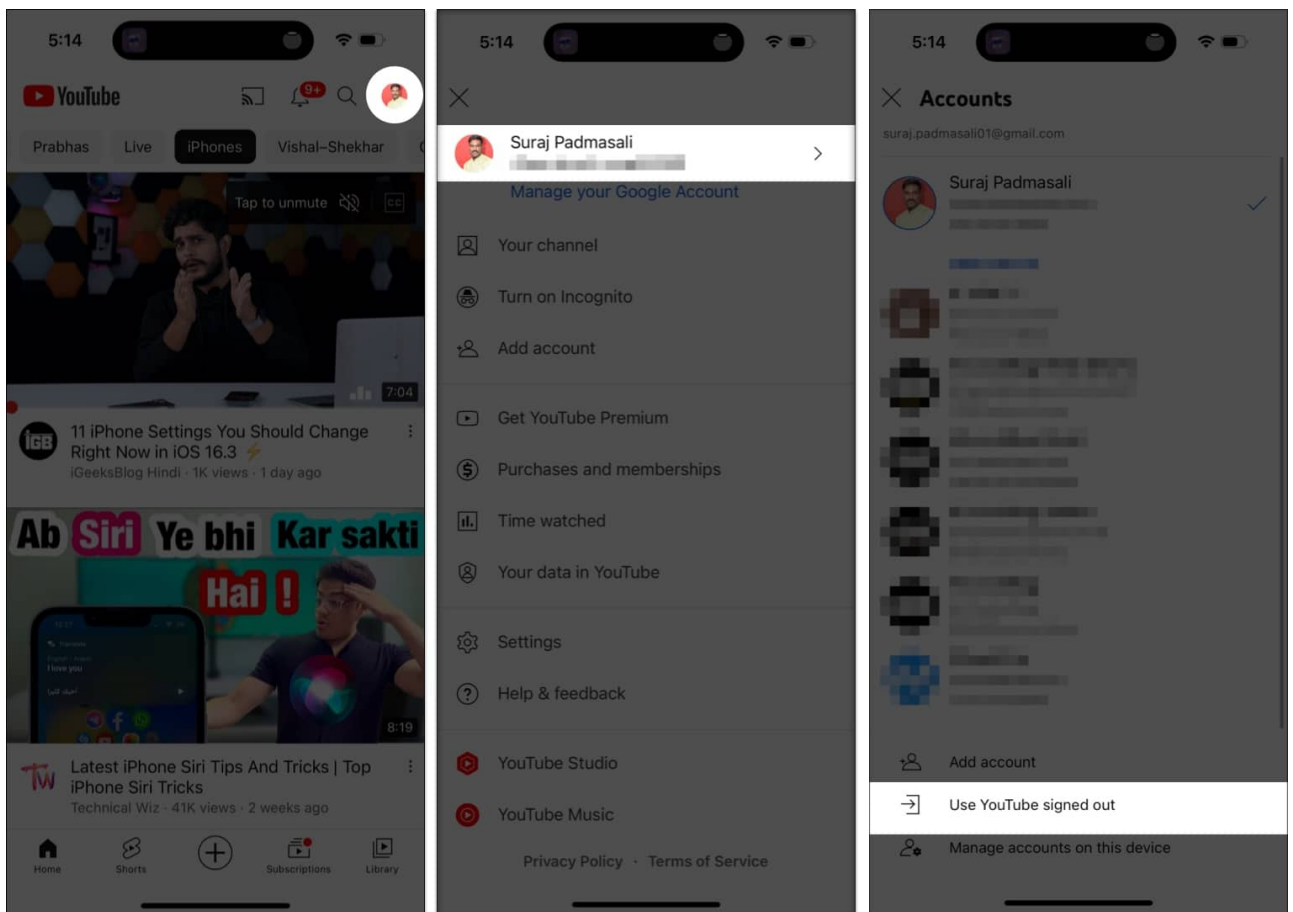 5:14
YouTube
9+
Prabhas
Live
iPhones
Vishal-Shekhar
Tap to unmute
CC
7:04
iGB
11 iPhone Settings You Should Change
Right Now in iOS 16.3 ⚡
iGeeksBlog Hindi · 1K views · 1 day ago
Ab Siri Ye bhi Kar sakti
Hai !
I love you
8:19
TW
Latest iPhone Siri Tips And Tricks | Top
iPhone Siri Tricks
Technical Wiz · 41K views · 2 weeks ago
Home
Shorts
Subscriptions
Library
5:14
Suraj Padmasali
Manage your Google Account
Your channel
Turn on Incognito
Add account
Get YouTube Premium
Purchases and memberships
Time watched
Your data in YouTube
Settings
Help & feedback
YouTube Studio
YouTube Music
Privacy Policy · Terms of Service
5:14
Accounts
suraj.padmasali01@gmail.com
Suraj Padmasali
Add account
Use YouTube signed out
Manage accounts on this device